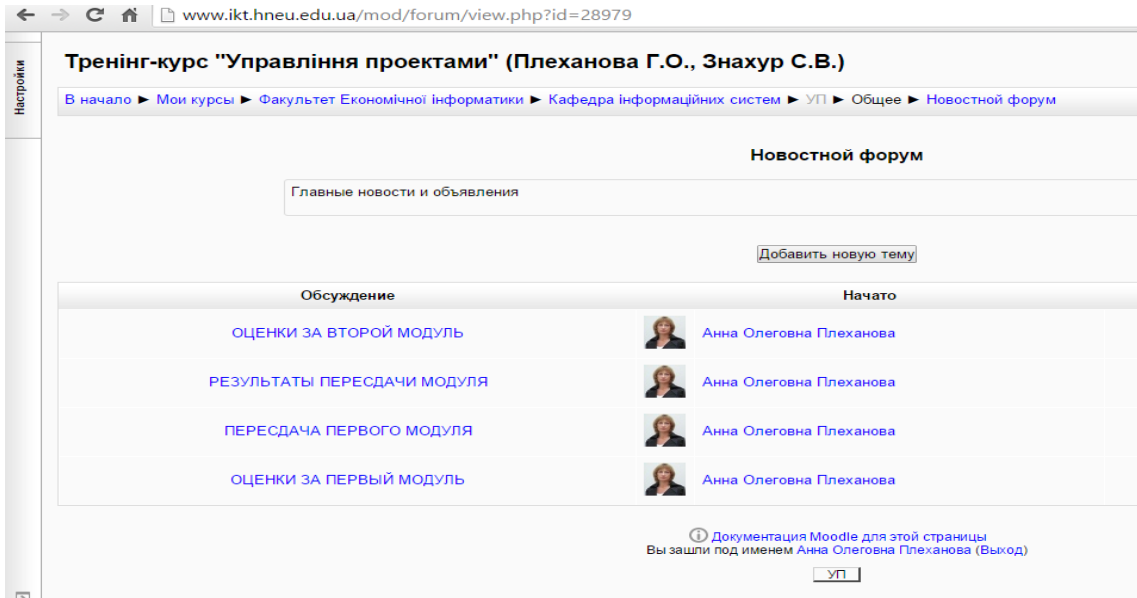 www.ikt.hneu.edu.ua/mod/forum/view.php?id=28979
Настройки
Тренінг-курс "Управління проектами" (Плеханова Г.О., Знахур С.В.)
В начало ► Мои курсы ► Факультет Економічної інформатики ► Кафедра інформаційних систем ► УП ► Общее ► Новостной форум
Новостной форум
Главные новости и объявления
Добавить новую тему
Обсуждение Начато
ОЦЕНКИ ЗА ВТОРОЙ МОДУЛЬ Анна Олеговна Плеханова
РЕЗУЛЬТАТЫ ПЕРЕСДАЧИ МОДУЛЯ Анна Олеговна Плеханова
ПЕРЕСДАЧА ПЕРВОГО МОДУЛЯ Анна Олеговна Плеханова
ОЦЕНКИ ЗА ПЕРВЫЙ МОДУЛЬ Анна Олеговна Плеханова
Документация Moodle для этой страницы
Вы зашли под именем Анна Олеговна Плеханова (Выход)
УП